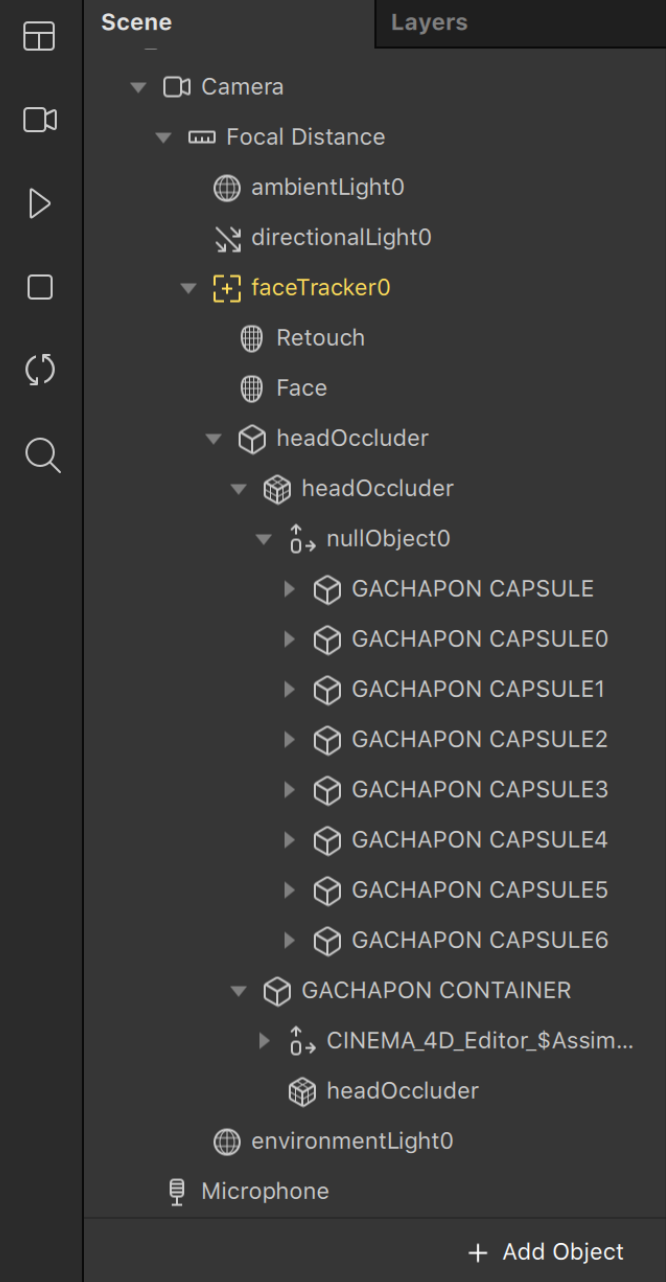 Scene
Layers
Camera
Focal Distance
ambientLight0
directionalLight0
faceTracker0
Retouch
Face
headOccluder
headOccluder
nullObject0
GACHAPON CAPSULE
GACHAPON CAPSULE0
GACHAPON CAPSULE1
GACHAPON CAPSULE2
GACHAPON CAPSULE3
GACHAPON CAPSULE4
GACHAPON CAPSULE5
GACHAPON CAPSULE6
GACHAPON CONTAINER
CINEMA_4D_Editor_$Assim...
headOccluder
environmentLight0
Microphone
+ Add Object